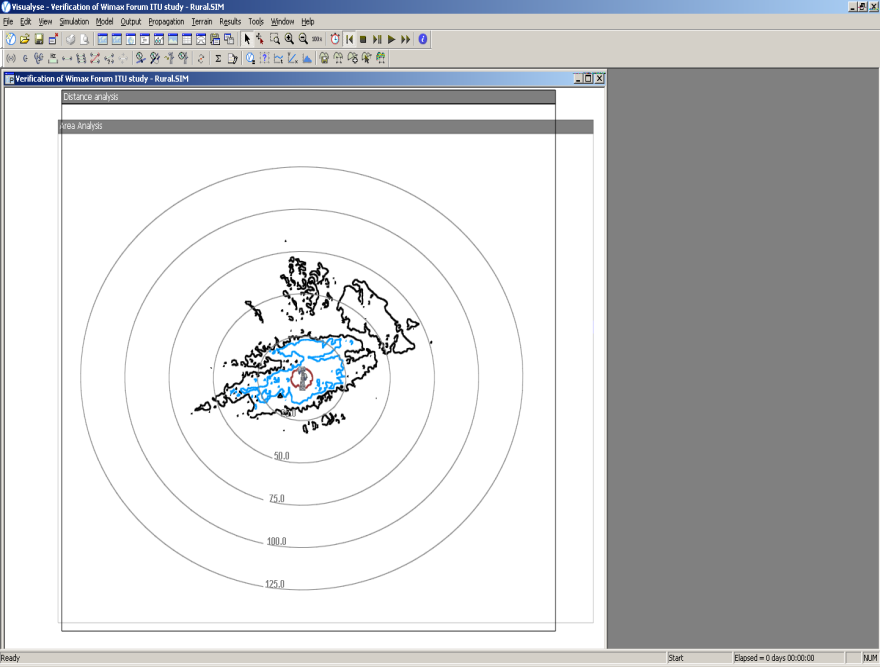 Visualyse - Verification of Wimax Forum ITU study - Rural.SIM
File Edit View Simulation Model Output Propagation Terrain Results Tools Window Help
Verification of Wimax Forum ITU study - Rural.SIM
Distance analysis
Area Analysis
50.0
75.0
100.0
125.0
Ready Start Elapsed = 0 days 00:00:00 NUM